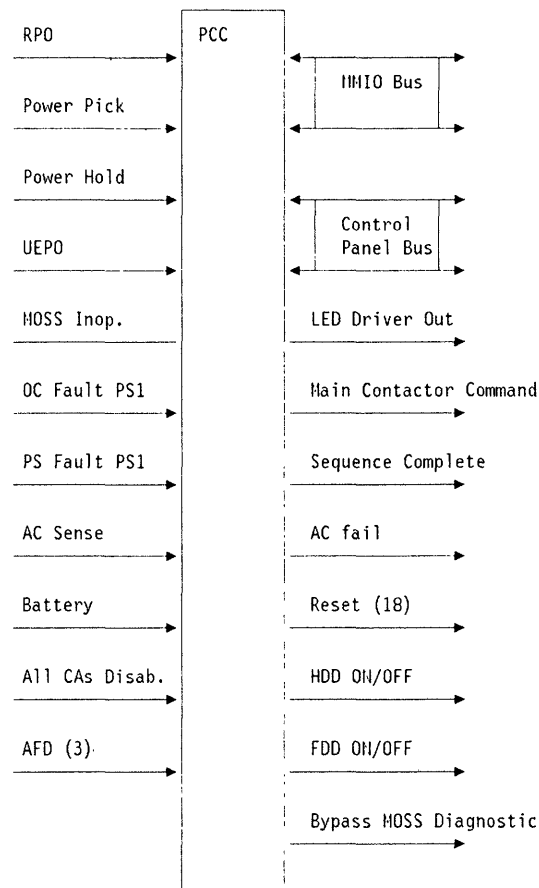 RPO
PCC
MMIO Bus
Power Pick
Power Hold
Control
Panel Bus
UEPO
MOSS Inop.
LED Driver Out
OC Fault PS1
Main Contactor Command
PS Fault PS1
Sequence Complete
AC Sense
AC fail
Battery
Reset (18)
All CAs Disab.
HDD ON/OFF
AFD (3)
FDD ON/OFF
Bypass MOSS Diagnostic